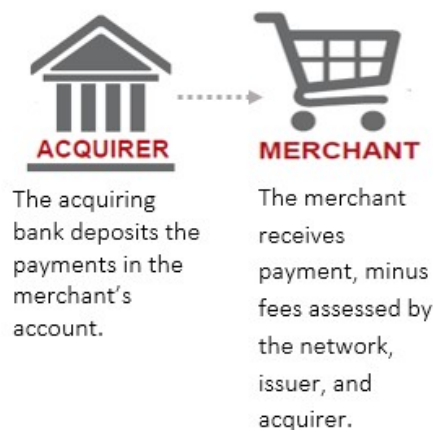 ACQUIRER
The acquiring
bank deposits the
payments in the
merchant's
account.
MERCHANT
The merchant
receives
payment, minus
fees assessed by
the network,
issuer, and
acquirer.